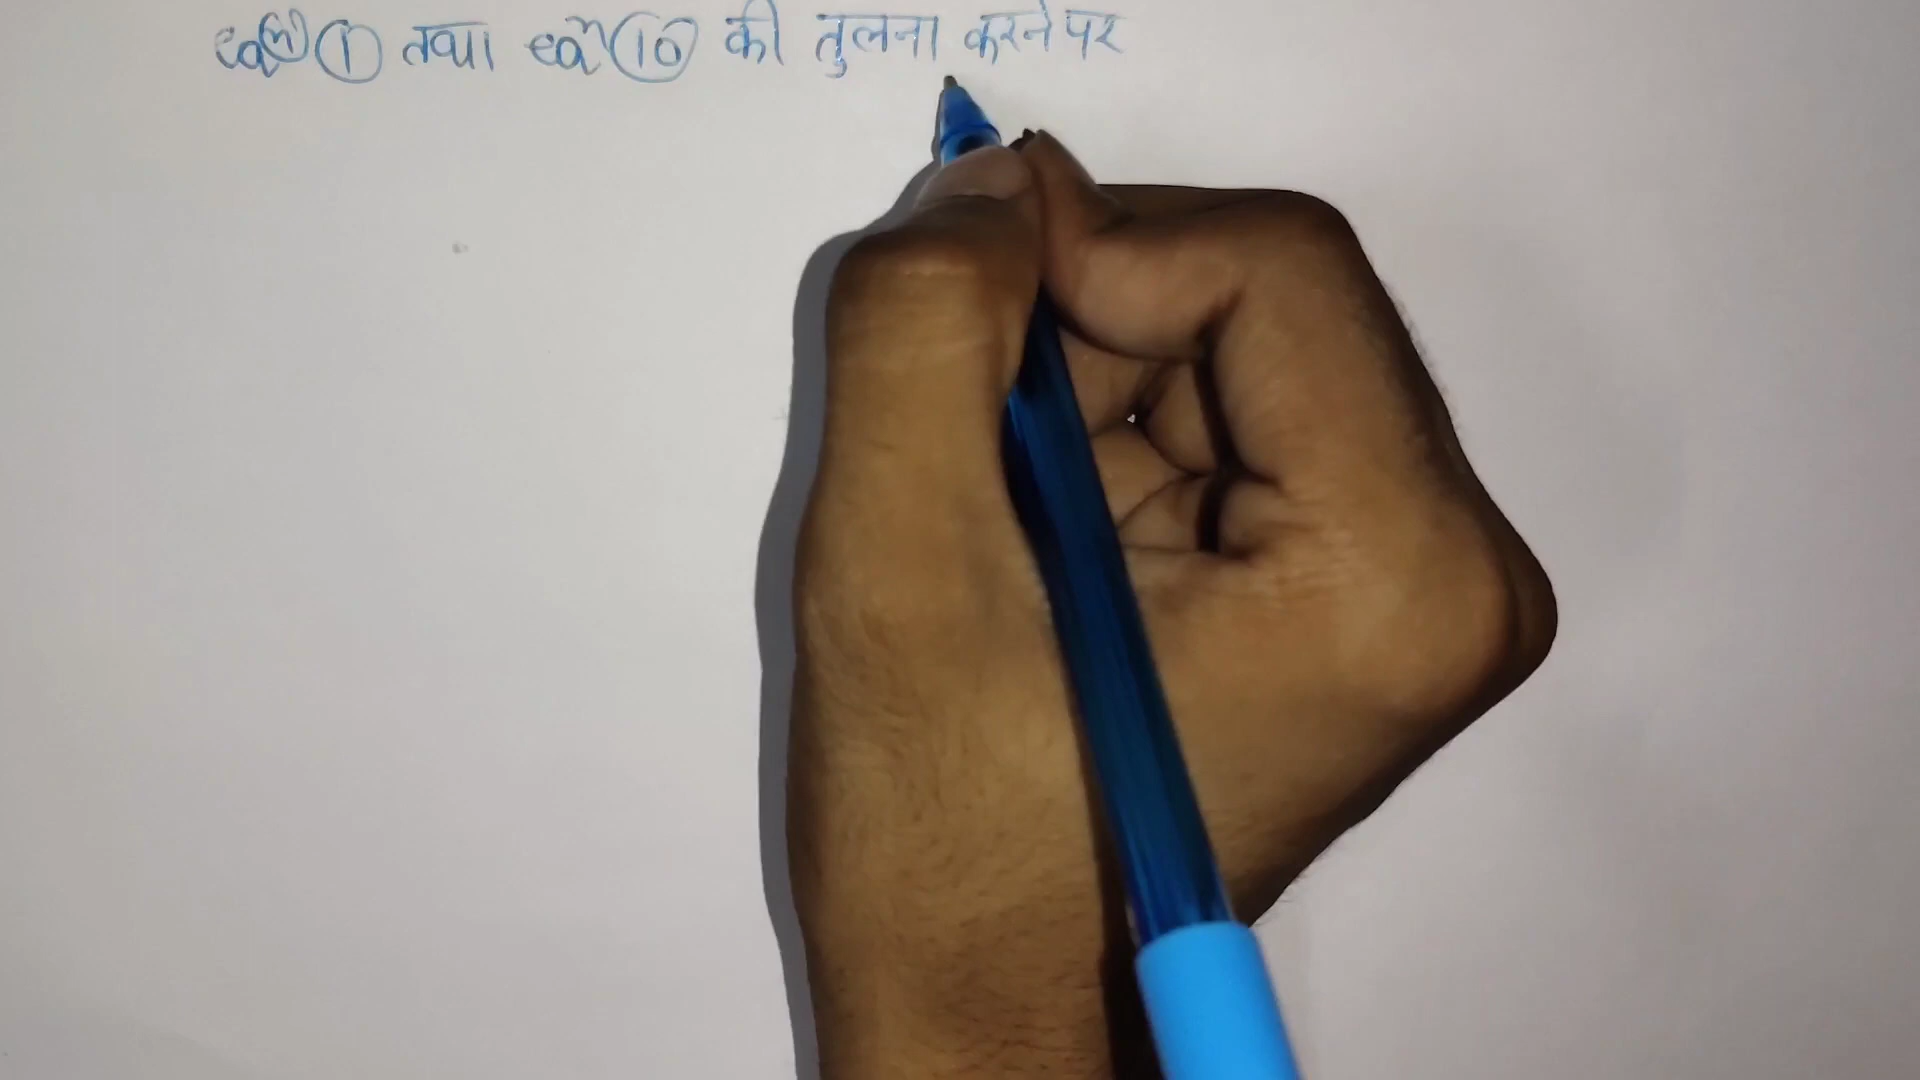 eqⁿ (1) तथा eqⁿ (10) की तुलना करने पर